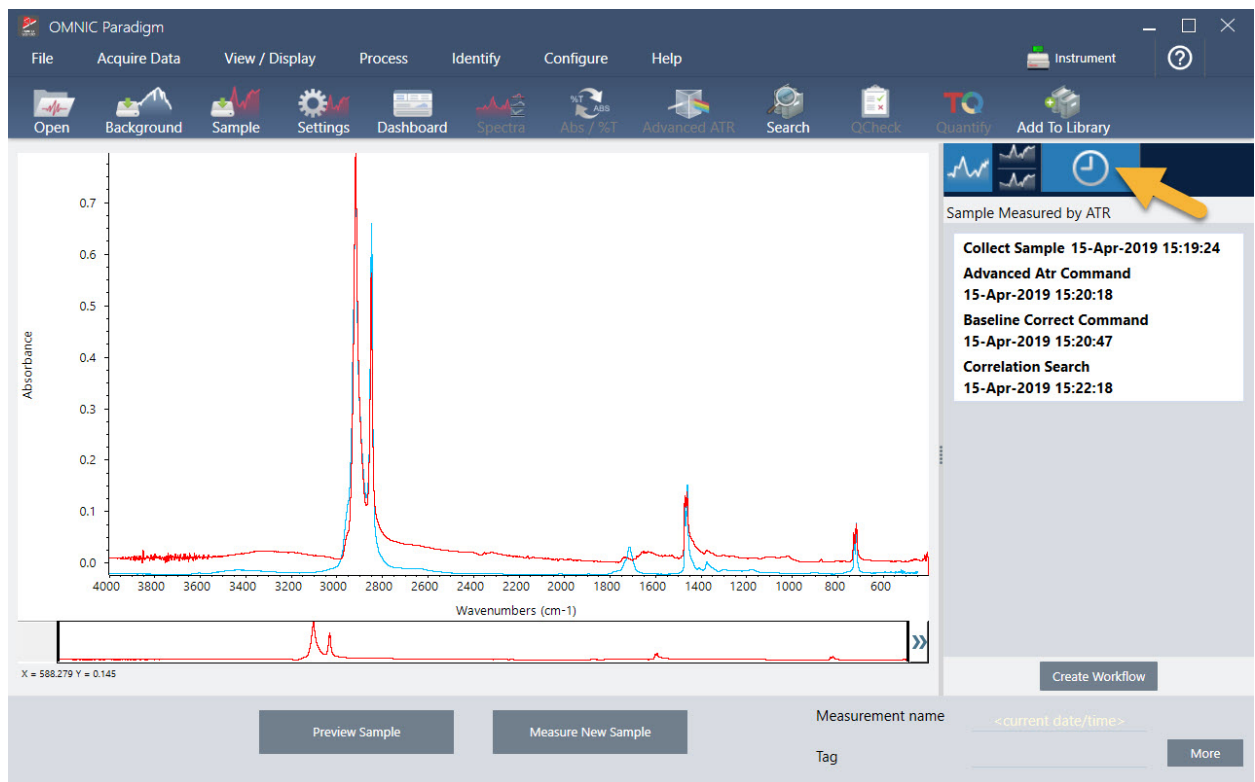 OMNIC Paradigm
File Acquire Data View / Display Process Identify Configure Help Instrument ?
%T ABS TQ
Open Background Sample Settings Dashboard Spectra Abs / %T Advanced ATR Search QCheck Quantify Add To Library
Sample Measured by ATR
Collect Sample 15-Apr-2019 15:19:24
Advanced Atr Command
15-Apr-2019 15:20:18
Baseline Correct Command
15-Apr-2019 15:20:47
Correlation Search
15-Apr-2019 15:22:18
0.7
0.6
0.5
0.4
0.3
0.2
0.1
0.0
Absorbance
4000 3800 3600 3400 3200 3000 2800 2600 2400 2200 2000 1800 1600 1400 1200 1000 800 600
Wavenumbers (cm-1)
X = 588.279 Y = 0.145
Create Workflow
Preview Sample
Measure New Sample
Measurement name <current date/time>
Tag
More